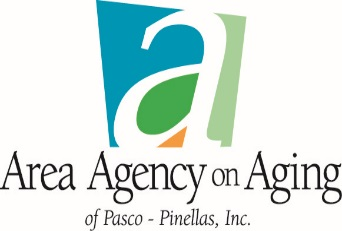 a
Area Agency on Aging
of Pasco - Pinellas, Inc.